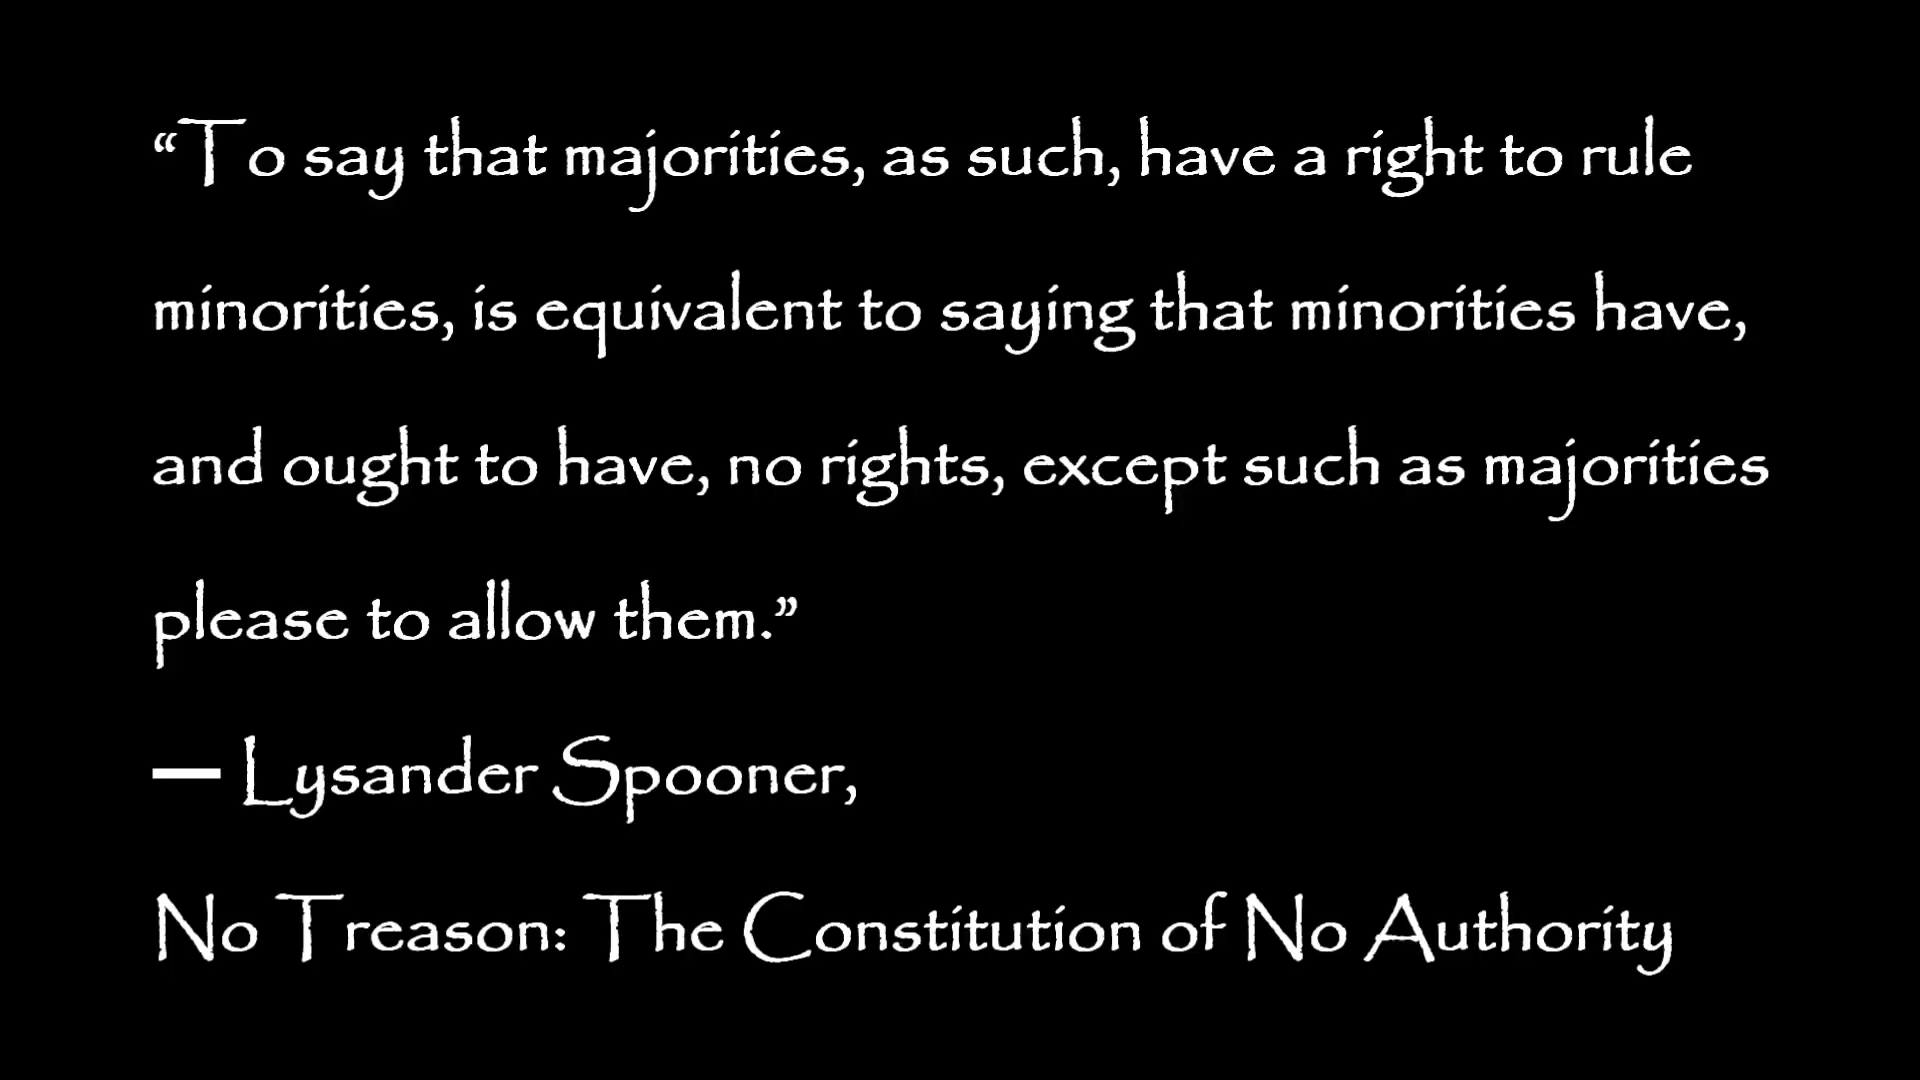 “To say that majorities, as such, have a right to rule
minorities, is equivalent to saying that minorities have,
and ought to have, no rights, except such as majorities
please to allow them.”
— Lysander Spooner,
No Treason: The Constitution of No Authority